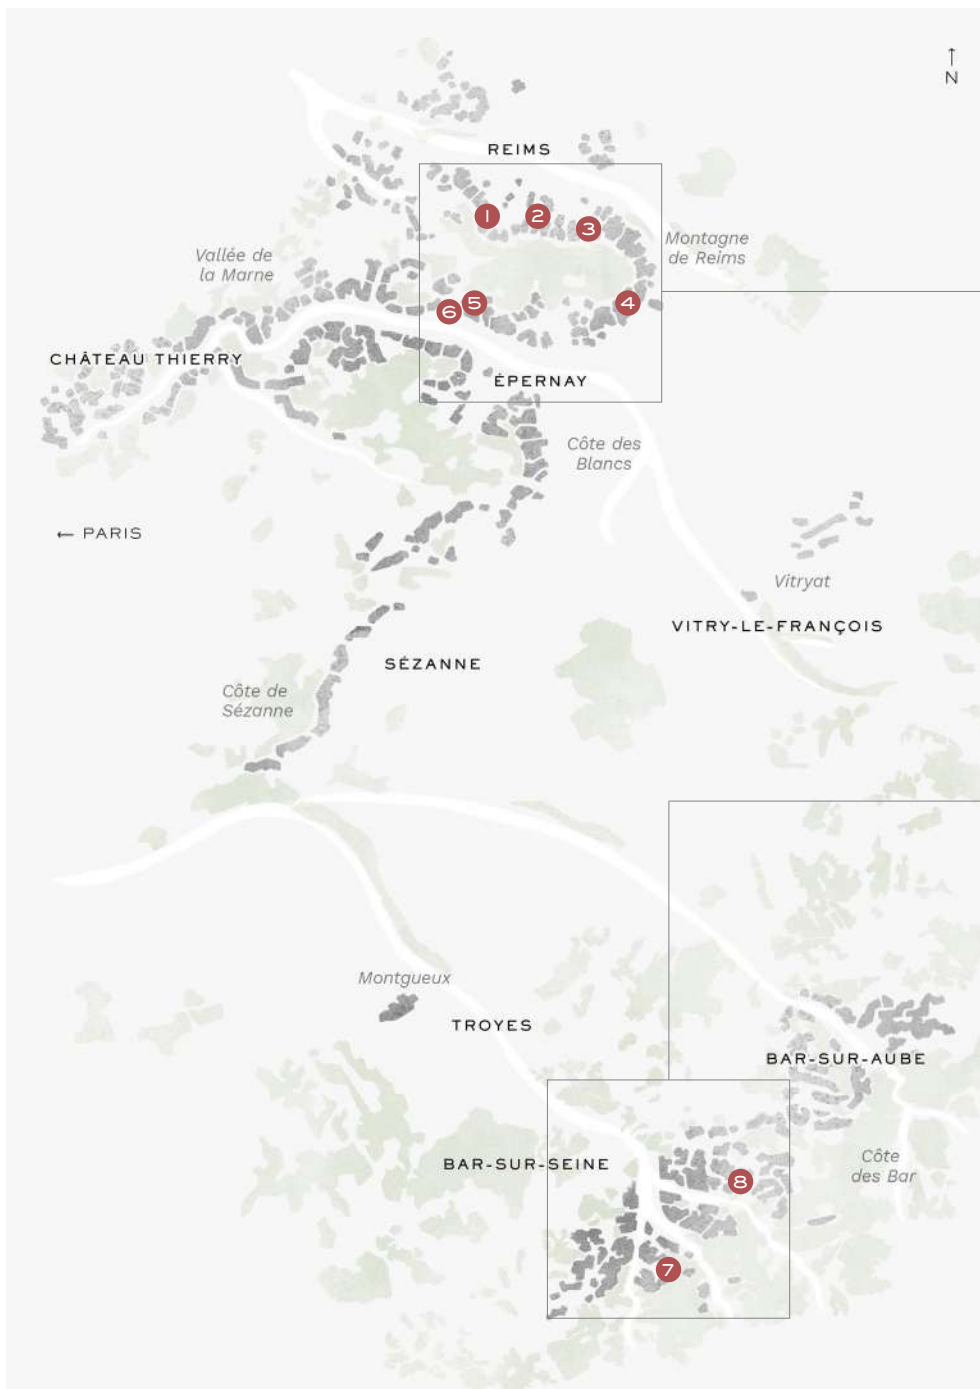 ↑
N
REIMS
1
2
3
Montagne
de Reims
Vallée de
la Marne
4
5
6
CHÂTEAU THIERRY
ÉPERNAY
Côte des
Blancs
← PARIS
Vitryat
VITRY-LE-FRANÇOIS
SÉZANNE
Côte de
Sézanne
Montgueux
TROYES
BAR-SUR-AUBE
BAR-SUR-SEINE
Côte
des Bar
8
7